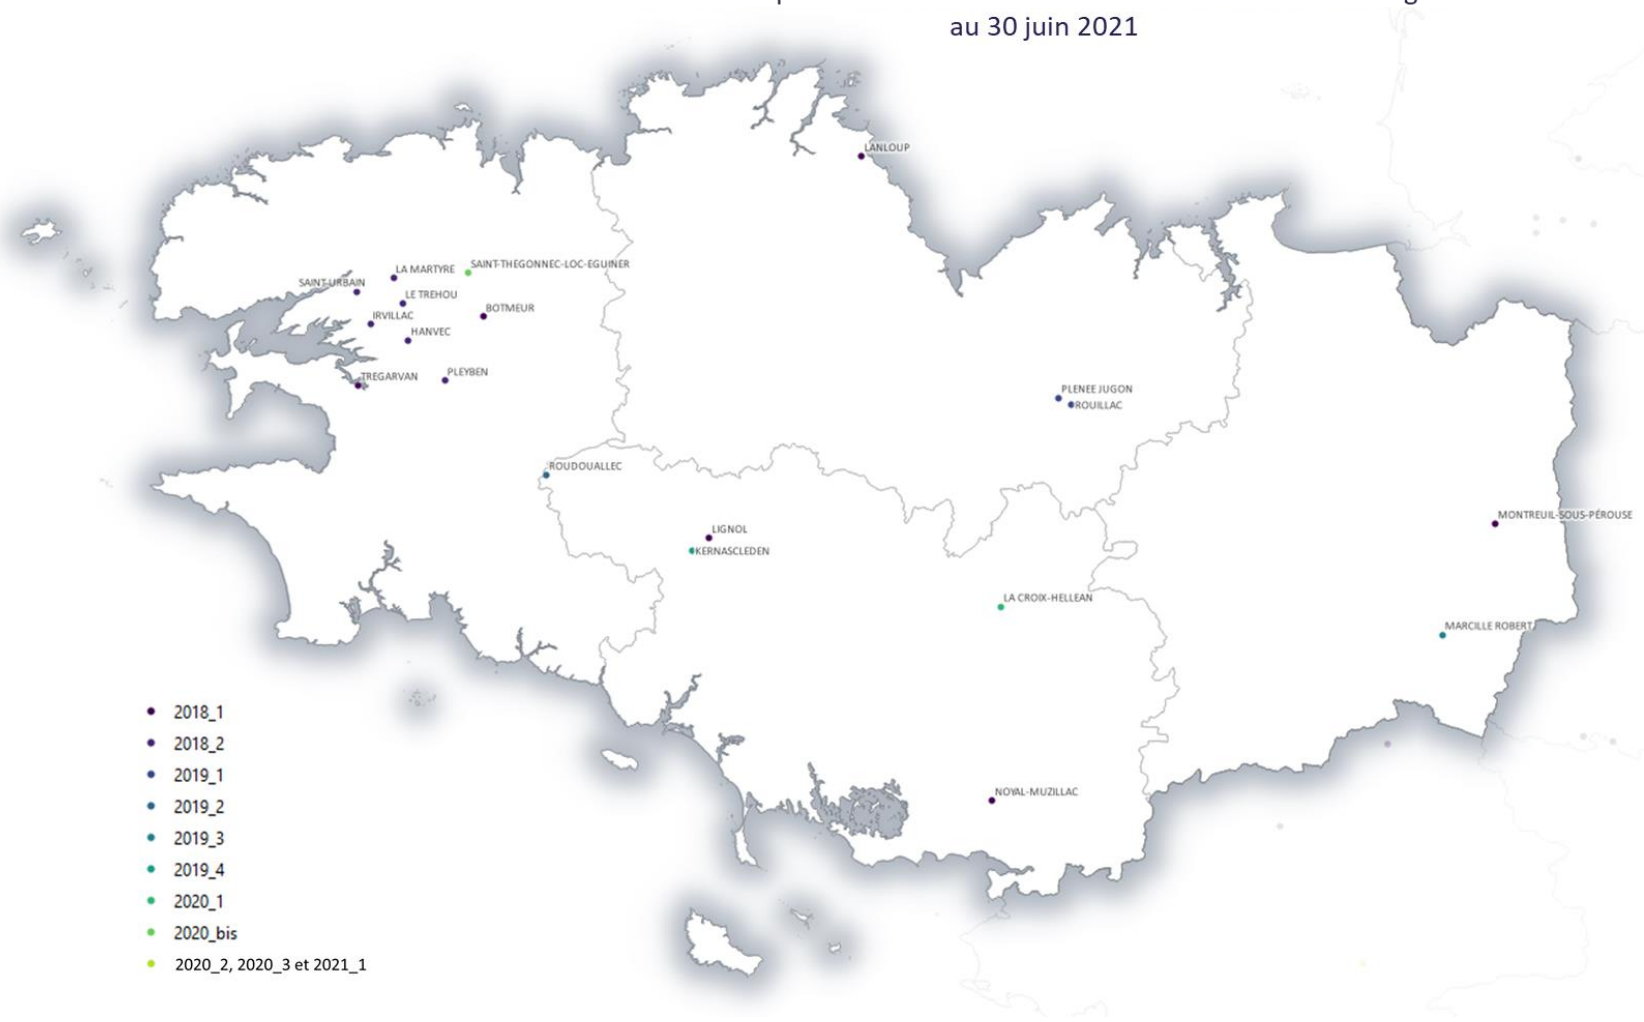 au 30 juin 2021
LANLOUP
SAINT-THEGONNEC-LOC-EGUINER
LA MARTYRE
SAINT-URBAIN
LE TREHOU
BOTMEUR
IRVILLAC
HANVEC
PLEYBEN
TREGARVAN
PLENEE JUGON
ROUILLAC
ROUDOUALLEC
MONTREUIL-SOUS-PÉROUSE
LIGNOL
KERNASCLEDEN
LA CROIX-HELLEAN
MARCILLE ROBERT
NOYAL-MUZILLAC
2018_1
2018_2
2019_1
2019_2
2019_3
2019_4
2020_1
2020_bis
2020_2, 2020_3 et 2021_1